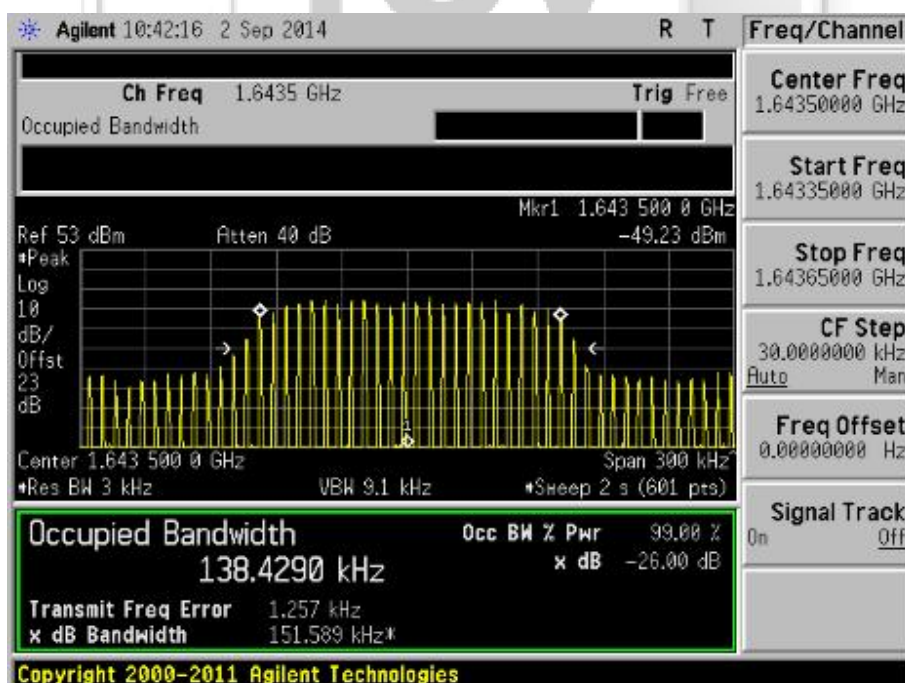 Agilent 10:42:16 2 Sep 2014 R T
Freq/Channel
Ch Freq 1.6435 GHz Trig Free
Occupied Bandwidth
Center Freq
1.64350000 GHz
Start Freq
1.64335000 GHz
Stop Freq
1.64365000 GHz
CF Step
30.0000000 kHz
Auto Man
Freq Offset
0.00000000 Hz
Signal Track
On Off
Mkr1 1.643 500 0 GHz
Ref 53 dBm Atten 40 dB -49.23 dBm
#Peak
Log
10
dB/
Offst
23
dB
1
Center 1.643 500 0 GHz Span 300 kHz^
#Res BW 3 kHz VBW 9.1 kHz #Sweep 2 s (601 pts)
Occupied Bandwidth Occ BW % Pwr 99.00 %
138.4290 kHz x dB -26.00 dB
Transmit Freq Error 1.257 kHz
x dB Bandwidth 151.589 kHz*
Copyright 2000-2011 Agilent Technologies